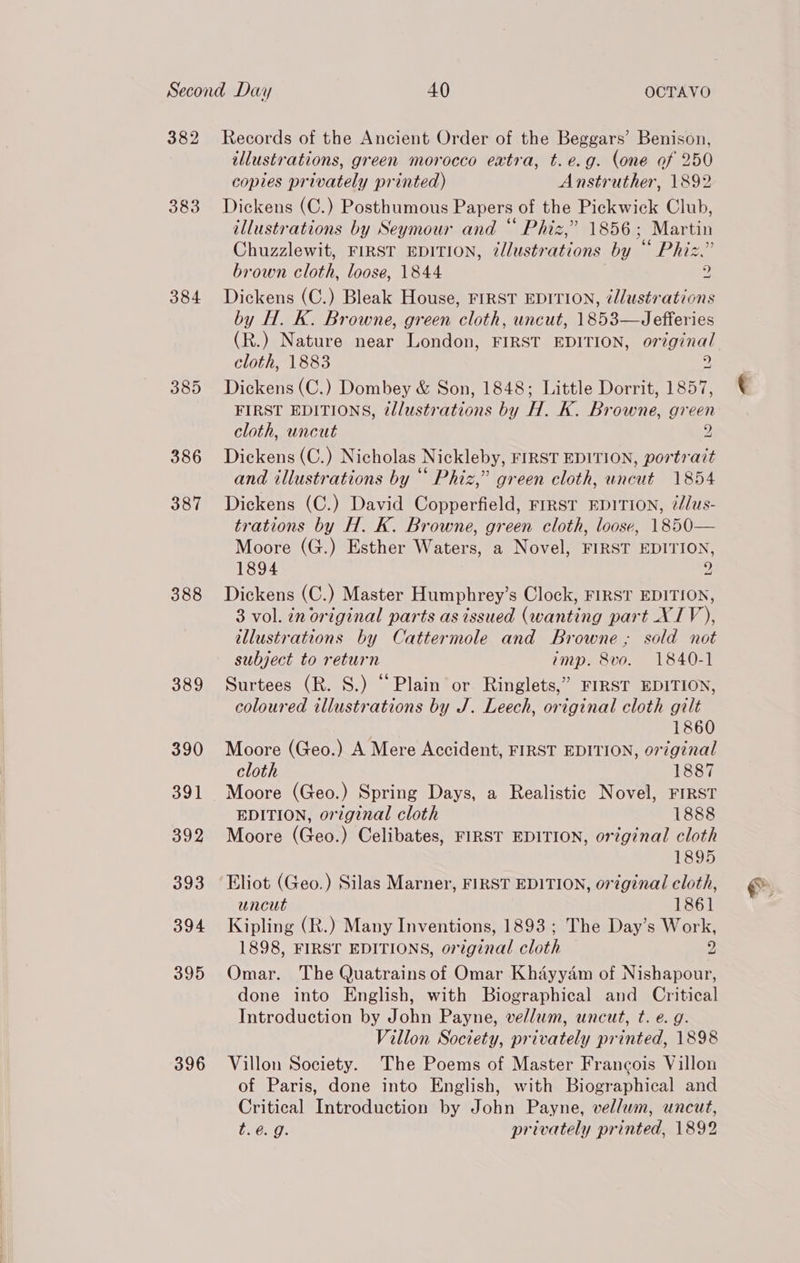 Second Day 40 OCTAVO
382 Records of the Ancient Order of the Beggars’ Benison,
illustrations, green morocco extra, t.e.g. (one of 250
copies privately printed) Anstruther, 1892
383 Dickens (C.) Posthumous Papers of the Pickwick Club,
illustrations by Seymour and “Phiz,” 1856; Martin
Chuzzlewit, FIRST EDITION, illustrations by “Phiz,”
brown cloth, loose, 1844 2
384 Dickens (C.) Bleak House, FIRST EDITION, illustrations
by H. K. Browne, green cloth, uncut, 1853—Jefferies
(R.) Nature near London, FIRST EDITION, original
cloth, 1883 2
385 Dickens (C.) Dombey & Son, 1848; Little Dorrit, 1857,
FIRST EDITIONS, illustrations by H. K. Browne, green
cloth, uncut 2
386 Dickens (C.) Nicholas Nickleby, FIRST EDITION, portrait
and illustrations by “Phiz,” green cloth, uncut 1854
387 Dickens (C.) David Copperfield, FIRST EDITION, illus-
trations by H. K. Browne, green cloth, loose, 1850—
Moore (G.) Esther Waters, a Novel, FIRST EDITION,
1894 2
388 Dickens (C.) Master Humphrey’s Clock, FIRST EDITION,
3 vol. in original parts as issued (wanting part XIV),
illustrations by Cattermole and Browne; sold not
subject to return imp. 8vo. 1840-1
389 Surtees (R. S.) “Plain or Ringlets,” FIRST EDITION,
coloured illustrations by J. Leech, original cloth gilt
1860
390 Moore (Geo.) A Mere Accident, FIRST EDITION, original
cloth 1887
391 Moore (Geo.) Spring Days, a Realistic Novel, FIRST
EDITION, original cloth 1888
392 Moore (Geo.) Celibates, FIRST EDITION, original cloth
1895
393 Eliot (Geo.) Silas Marner, FIRST EDITION, original cloth,
uncut 1861
394 Kipling (R.) Many Inventions, 1893; The Day’s Work,
1898, FIRST EDITIONS, original cloth 2
395 Omar. The Quatrains of Omar Kháyyám of Nishapour,
done into English, with Biographical and Critical
Introduction by John Payne, vellum, uncut, t. e. g.
Villon Society, privately printed, 1898
396 Villon Society. The Poems of Master François Villon
of Paris, done into English, with Biographical and
Critical Introduction by John Payne, vellum, uncut,
t. e. g. privately printed, 1892